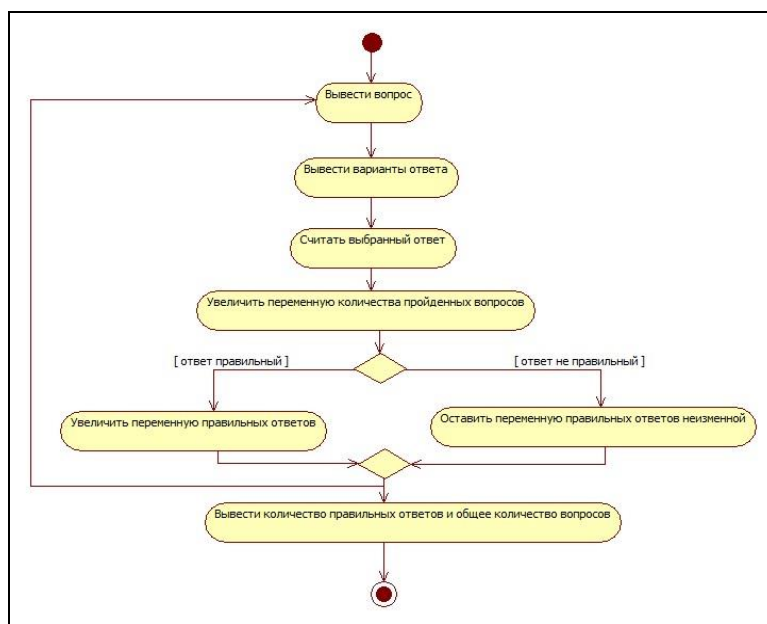 Вывести вопрос
Вывести варианты ответа
Считать выбранный ответ
Увеличить переменную количества пройденных вопросов
[ ответ правильный ]
[ ответ не правильный ]
Увеличить переменную правильных ответов
Оставить переменную правильных ответов неизменной
Вывести количество правильных ответов и общее количество вопросов